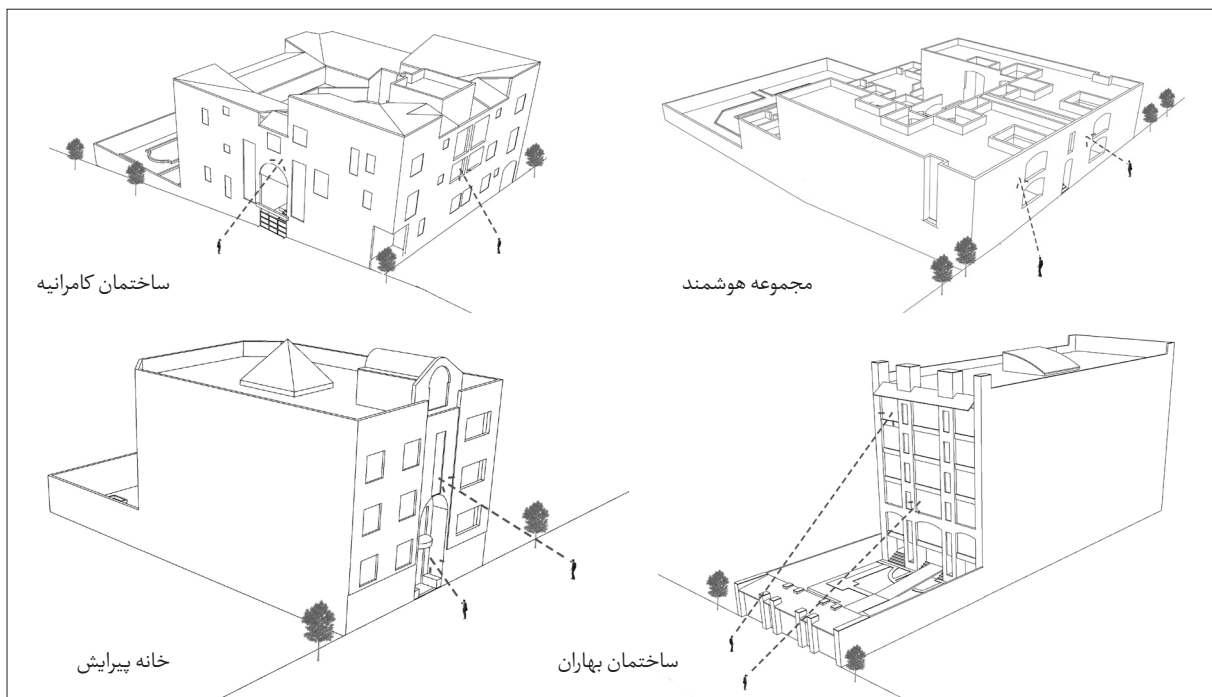 ساختمان کامرانیه
مجموعه هوشمند
خانه پیرایش
ساختمان بهاران